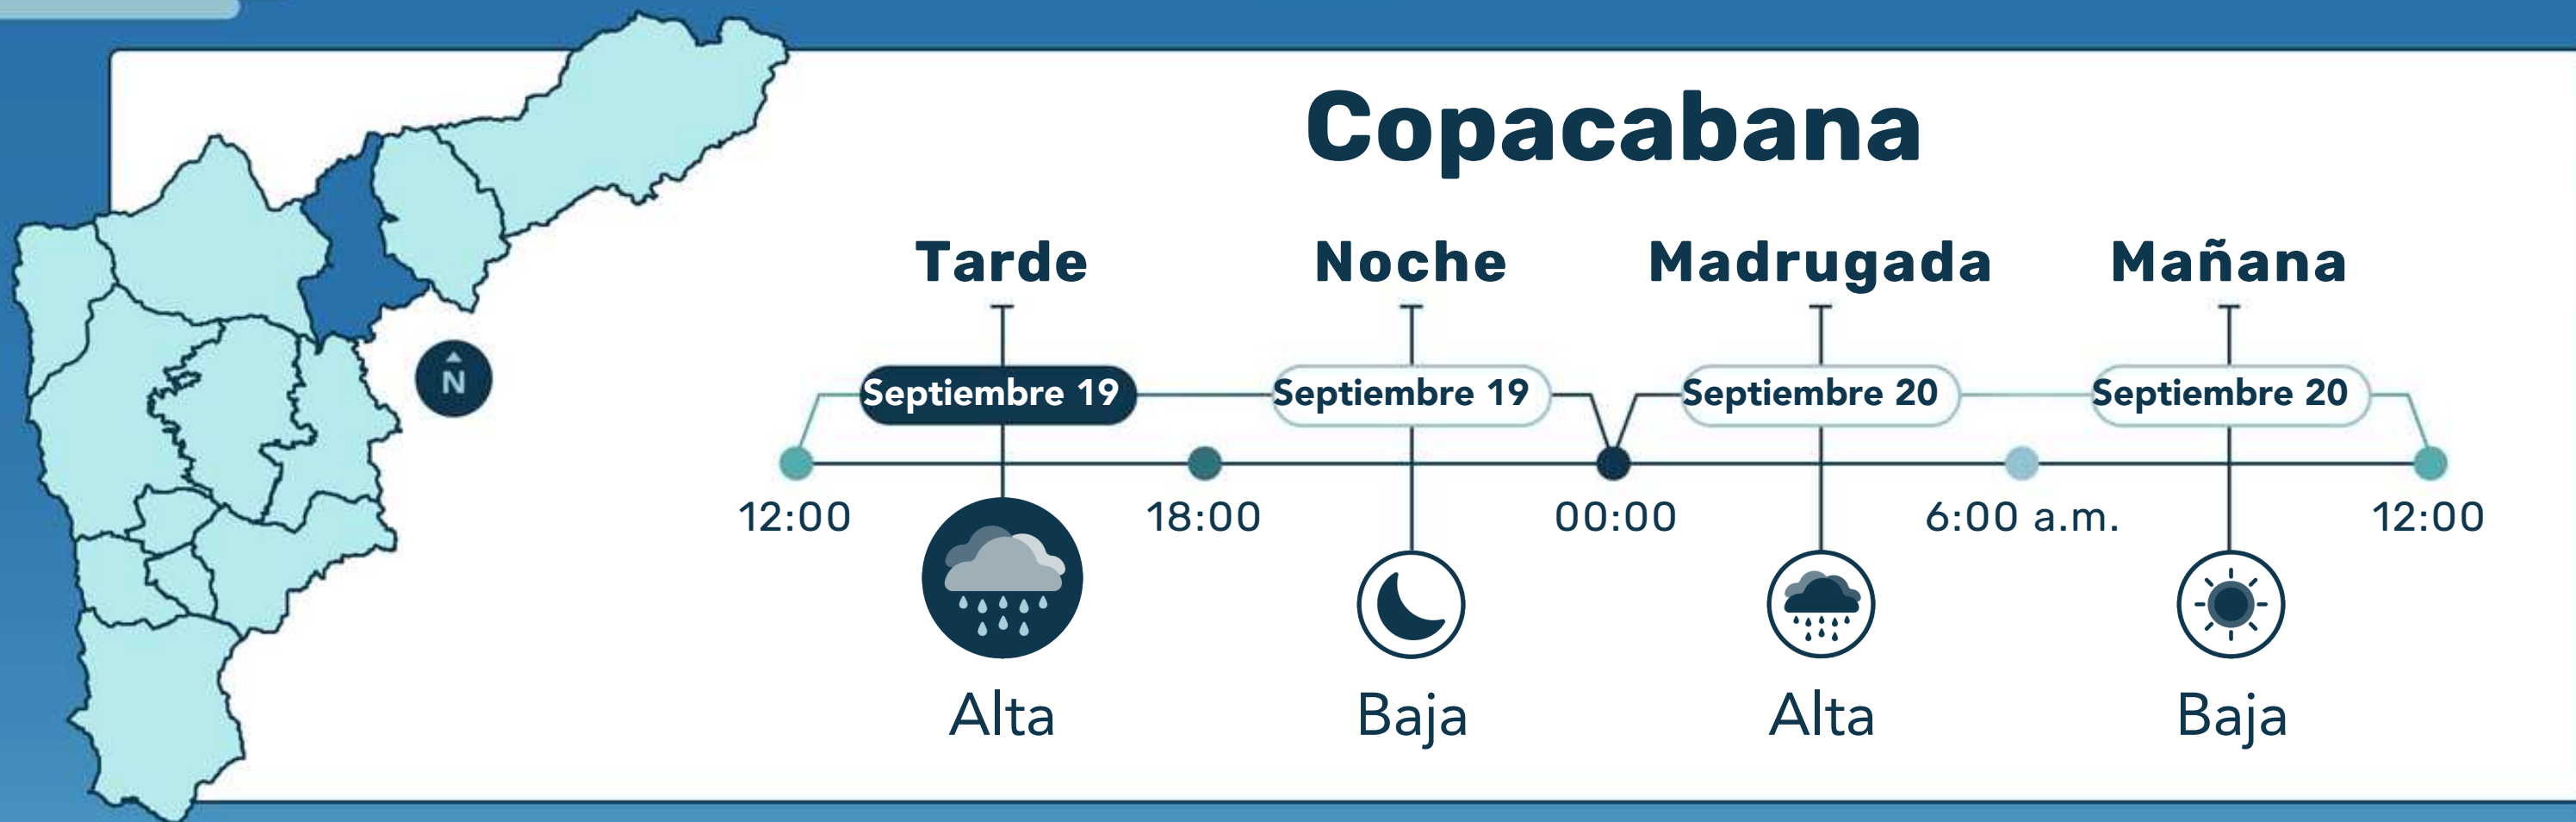 Copacabana
Tarde Noche Madrugada Mañana
Septiembre 19 Septiembre 19 Septiembre 20 Septiembre 20
N
12:00 18:00 00:00 6:00 a.m. 12:00
Alta Baja Alta Baja